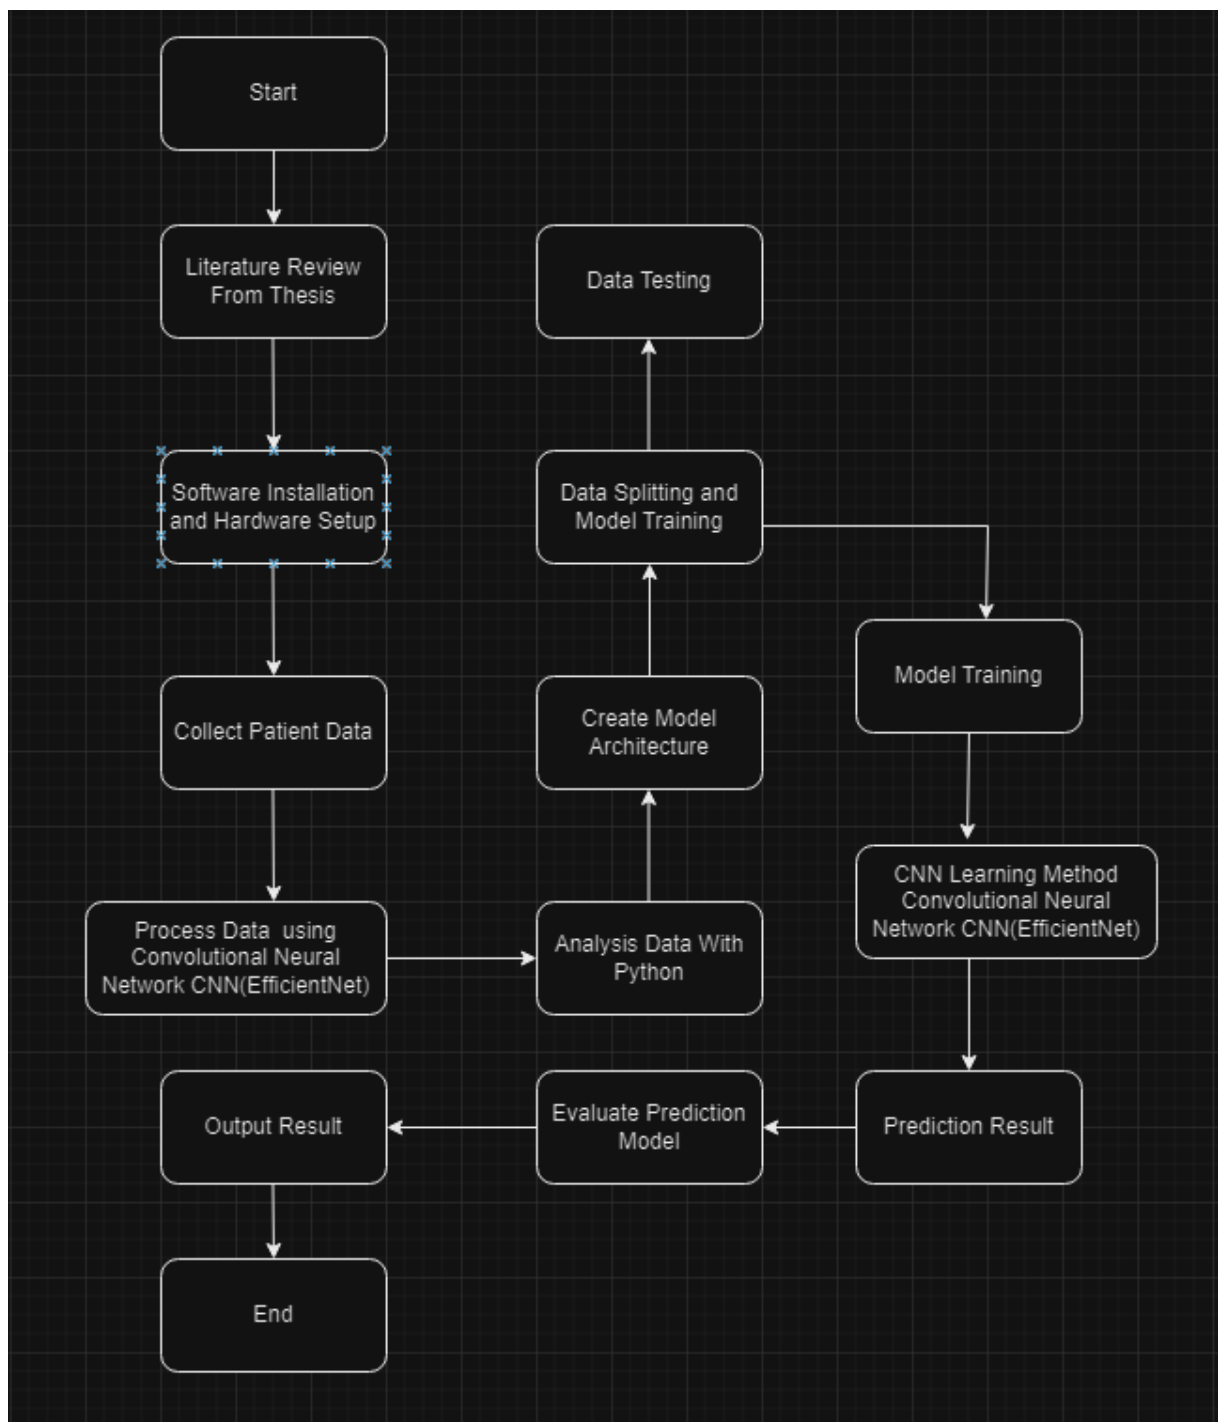 Start
Literature Review
From Thesis
Software Installation
and Hardware Setup
Collect Patient Data
Process Data  using
Convolutional Neural
Network CNN(EfficientNet)
Analysis Data With
Python
Create Model
Architecture
Data Splitting and
Model Training
Data Testing
Model Training
CNN Learning Method
Convolutional Neural
Network CNN(EfficientNet)
Prediction Result
Evaluate Prediction
Model
Output Result
End